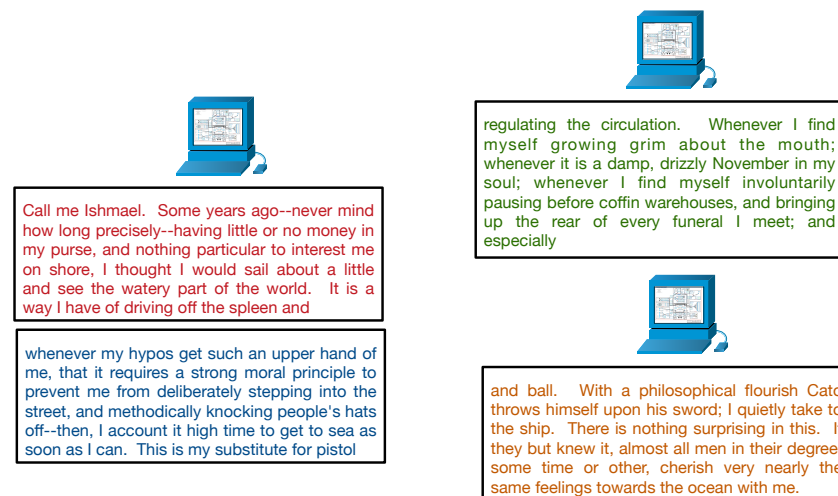 Call me Ishmael.  Some years ago--never mind
how long precisely--having little or no money in
my purse, and nothing particular to interest me
on shore, I thought I would sail about a little
and see the watery part of the world.  It is a
way I have of driving off the spleen and
whenever my hypos get such an upper hand of
me, that it requires a strong moral principle to
prevent me from deliberately stepping into the
street, and methodically knocking people's hats
off--then, I account it high time to get to sea as
soon as I can.  This is my substitute for pistol
regulating the circulation.  Whenever I find
myself growing grim about the mouth;
whenever it is a damp, drizzly November in my
soul; whenever I find myself involuntarily
pausing before coffin warehouses, and bringing
up the rear of every funeral I meet; and
especially
and ball.  With a philosophical flourish Cato
throws himself upon his sword; I quietly take to
the ship.  There is nothing surprising in this.
they but knew it, almost all men in their degree
some time or other, cherish very nearly the
same feelings towards the ocean with me.